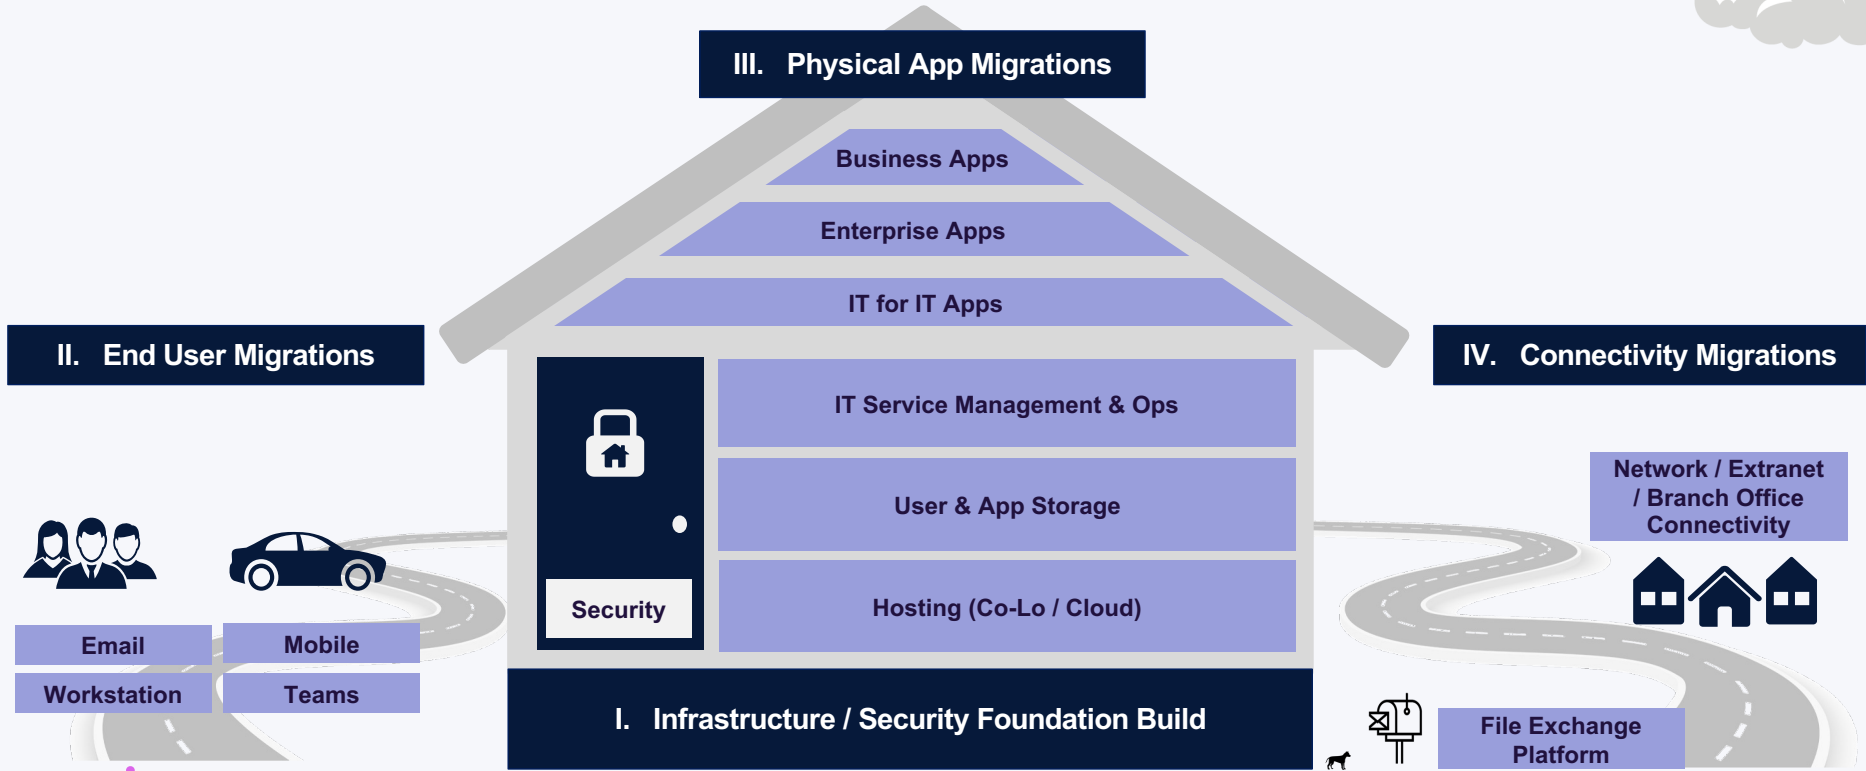 III. Physical App Migrations
Business Apps
Enterprise Apps
IT for IT Apps
II. End User Migrations
IV. Connectivity Migrations
IT Service Management & Ops
User & App Storage
Hosting (Co-Lo / Cloud)
Security
Network / Extranet
/ Branch Office
Connectivity
Email
Mobile
Workstation
Teams
I. Infrastructure / Security Foundation Build
File Exchange
Platform